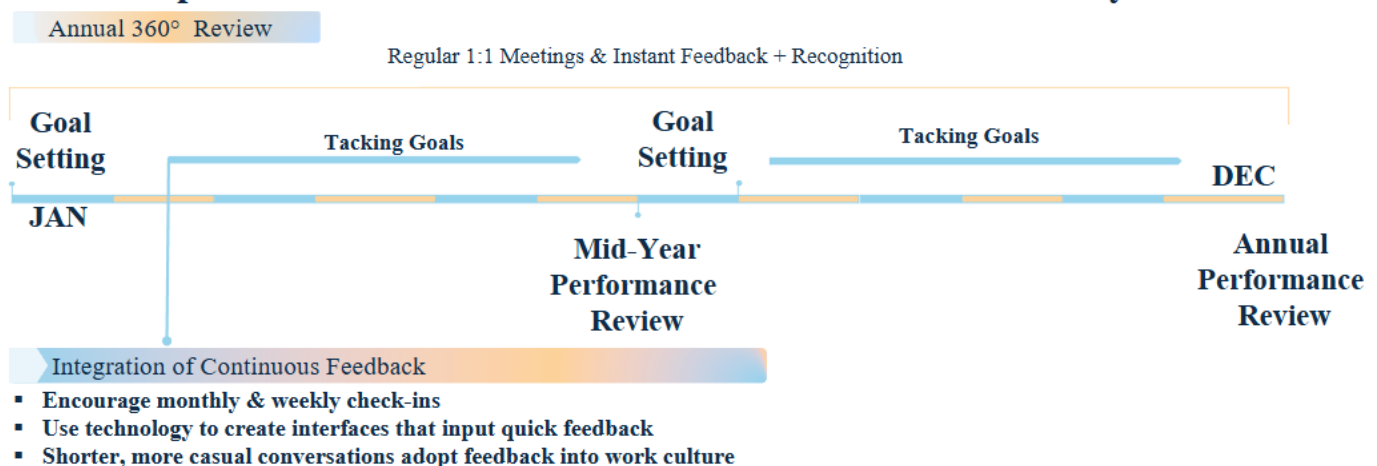 Annual 360° Review
Regular 1:1 Meetings & Instant Feedback + Recognition
Goal
Setting
Tacking Goals
Goal
Setting
Tacking Goals
DEC
JAN
Mid-Year
Performance
Review
Annual
Performance
Review
Integration of Continuous Feedback
▪ Encourage monthly & weekly check-ins
▪ Use technology to create interfaces that input quick feedback
▪ Shorter, more casual conversations adopt feedback into work culture